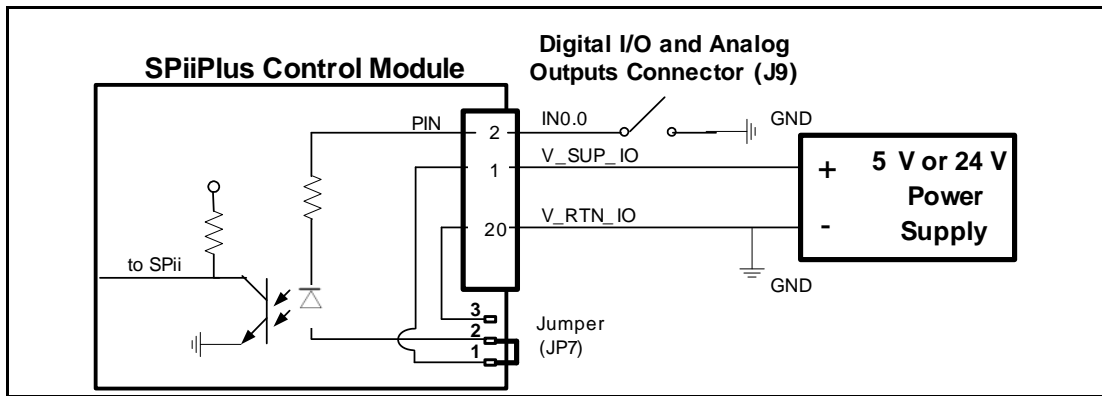 Digital I/O and Analog
Outputs Connector (J9)
SPiiPlus Control Module
PIN
2
IN0.0
GND
1
V_SUP_IO
+
5 V or 24 V
Power
Supply
20
V_RTN_IO
-
to SPii
GND
3
2
1
Jumper
(JP7)